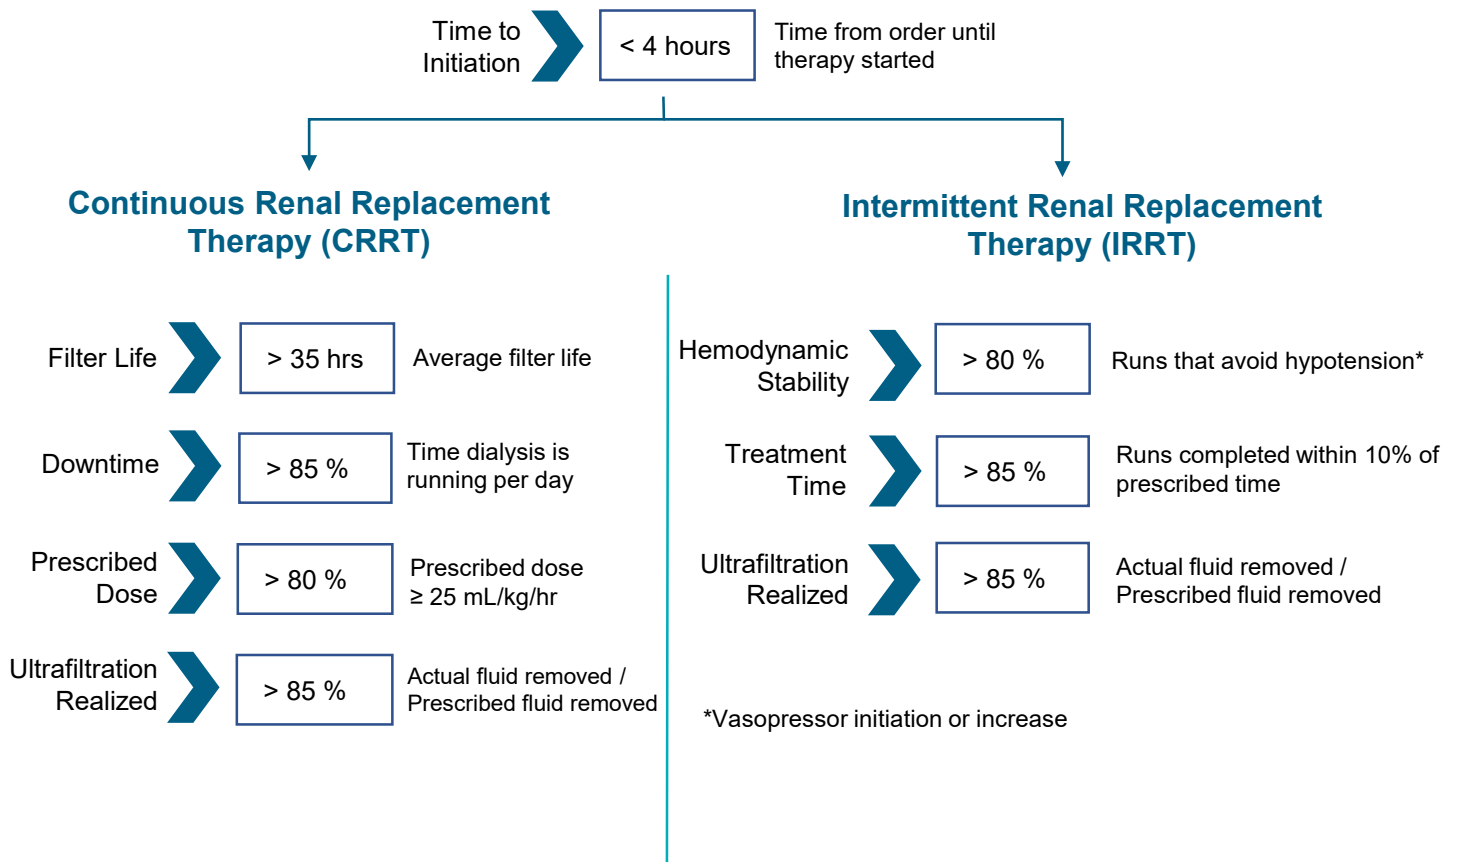 Time to
Initiation
< 4 hours
Time from order until
therapy started
Continuous Renal Replacement
Therapy (CRRT)
Filter Life
> 35 hrs
Average filter life
Downtime
> 85 %
Time dialysis is
running per day
Prescribed
Dose
> 80 %
Prescribed dose
≥ 25 mL/kg/hr
Ultrafiltration
Realized
> 85 %
Actual fluid removed /
Prescribed fluid removed
Intermittent Renal Replacement
Therapy (IRRT)
Hemodynamic
Stability
> 80 %
Runs that avoid hypotension*
Treatment
Time
> 85 %
Runs completed within 10% of
prescribed time
Ultrafiltration
Realized
> 85 %
Actual fluid removed /
Prescribed fluid removed
*Vasopressor initiation or increase